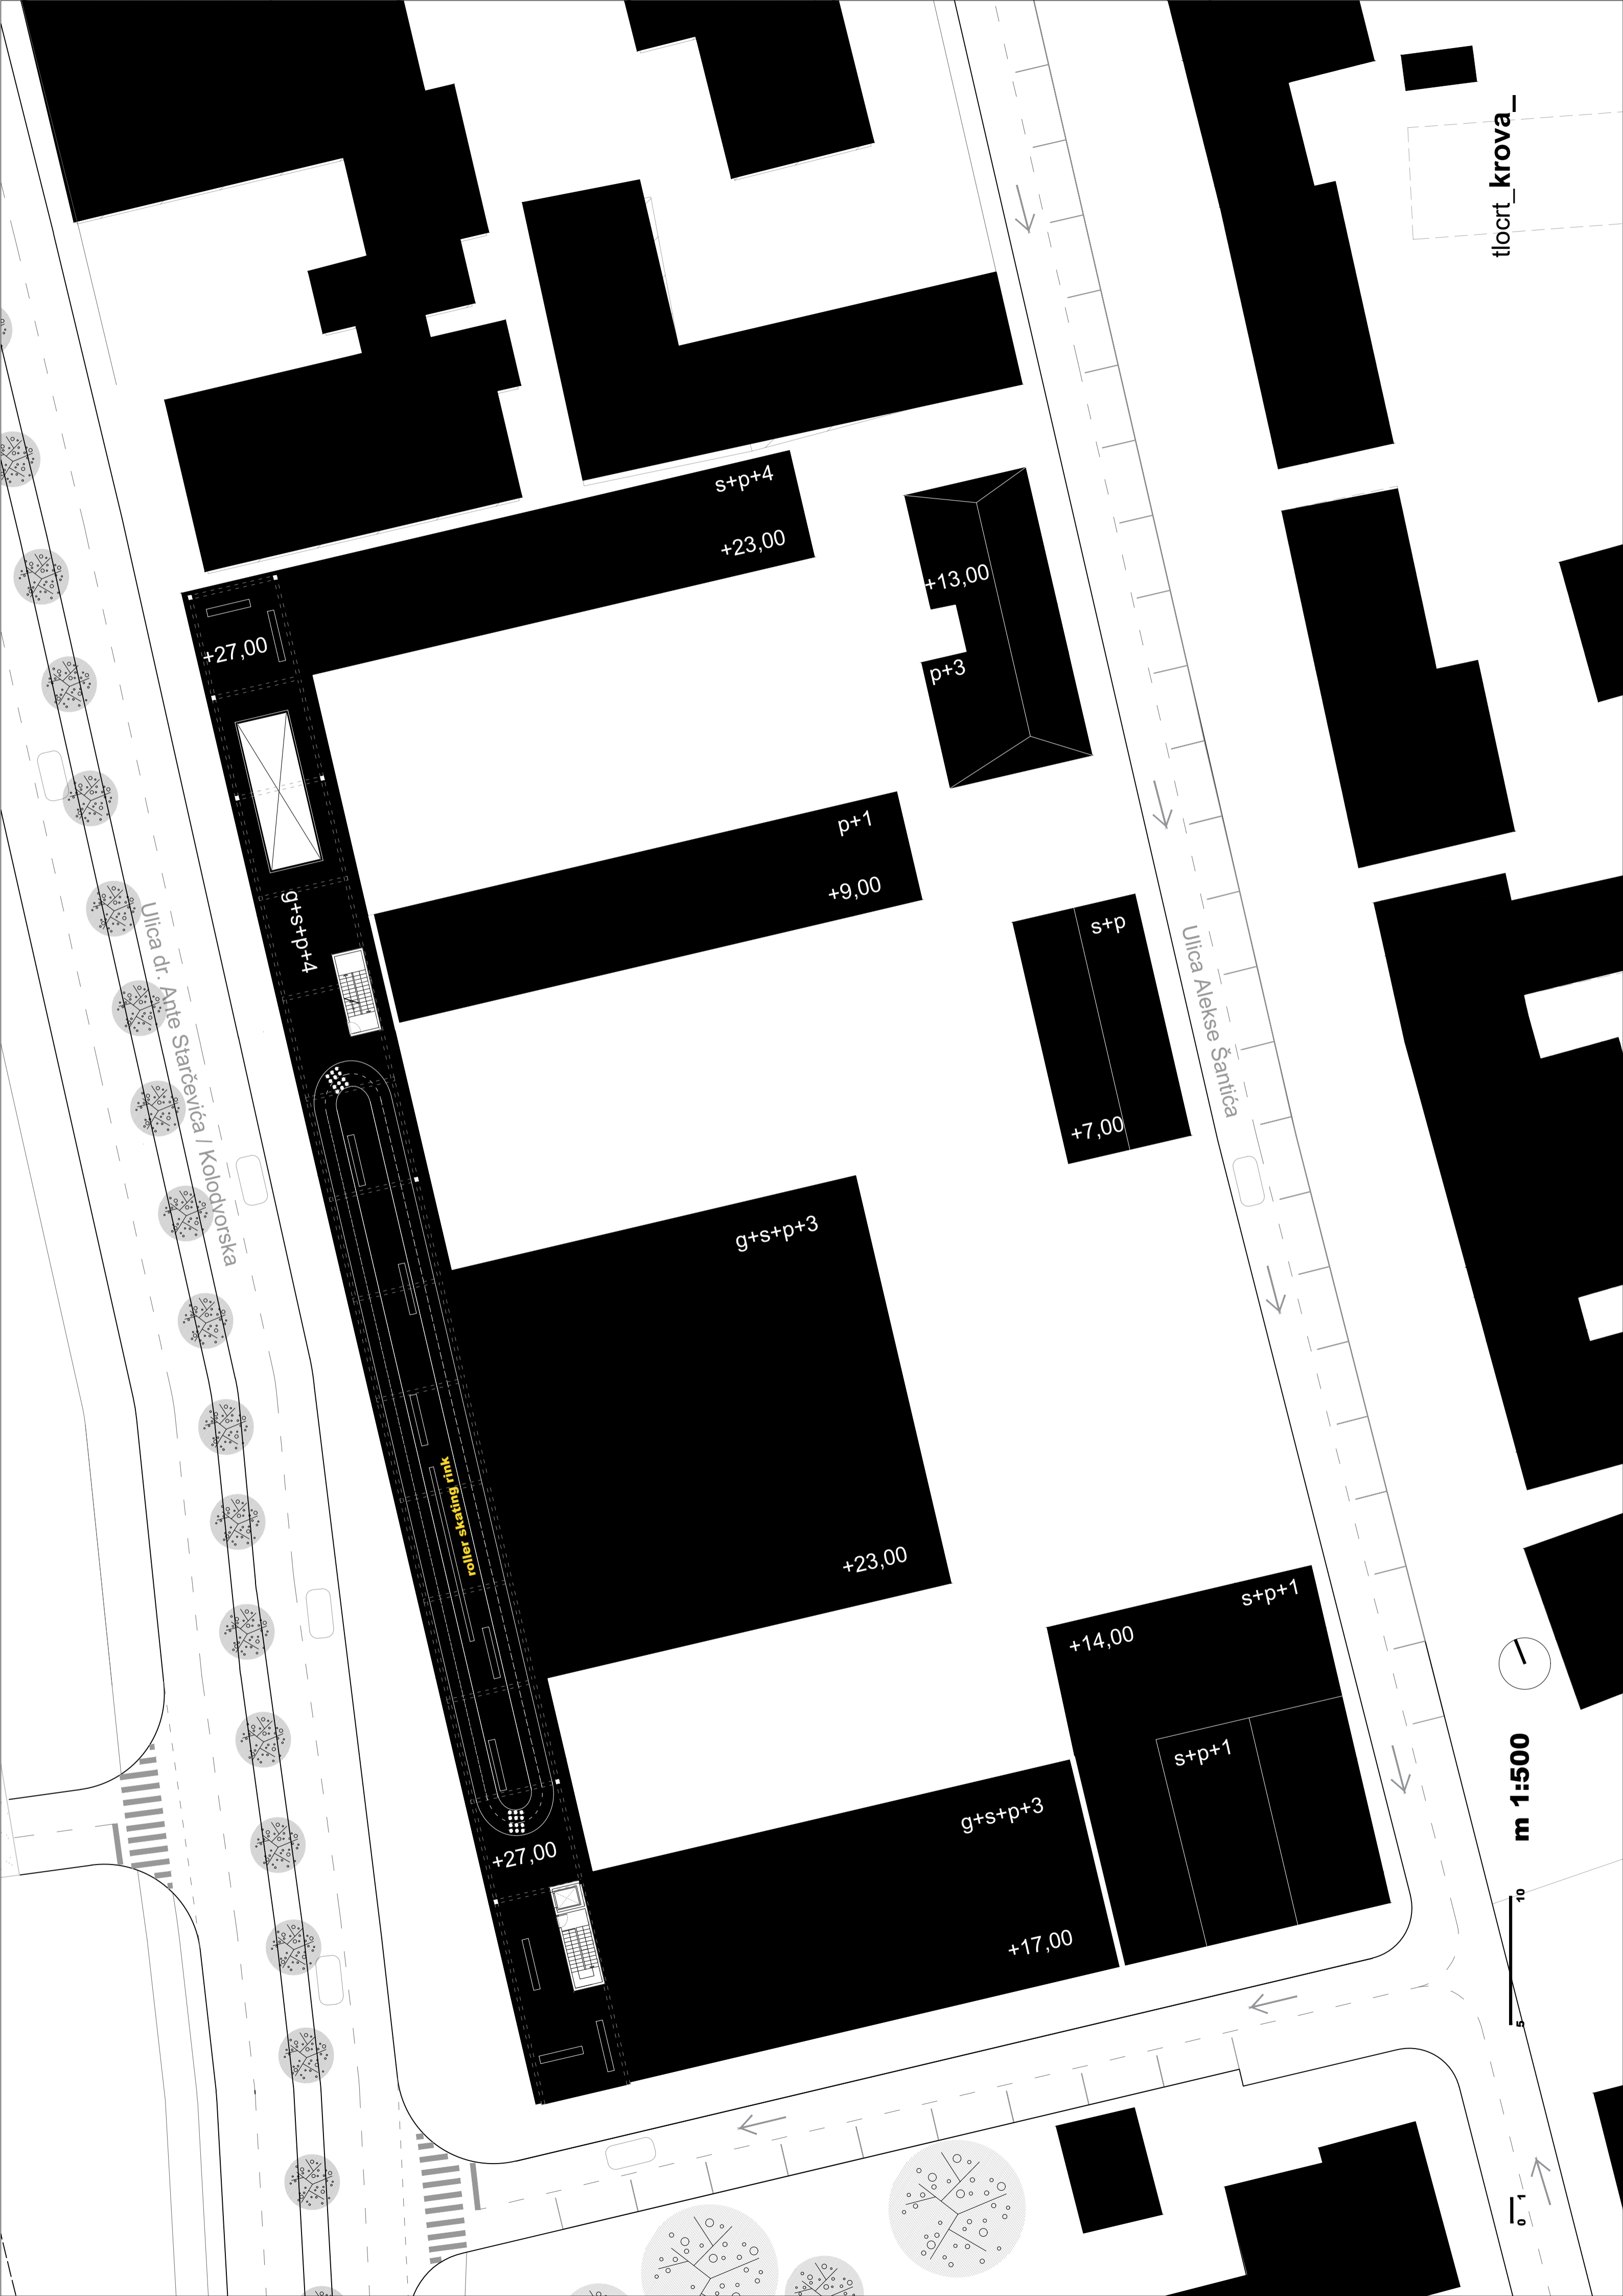 tlocrt_krova_
s+p+4
+23,00
+13,00
p+3
+27,00
p+1
+9,00
g+s+p+4
s+p
+7,00
Ulica dr. Ante Starčevića / Kolodvorska
Ulica Alekse Šantića
g+s+p+3
+23,00
roller skating rink
s+p+1
+14,00
s+p+1
g+s+p+3
+17,00
+27,00
m 1:500
0 1 5 10